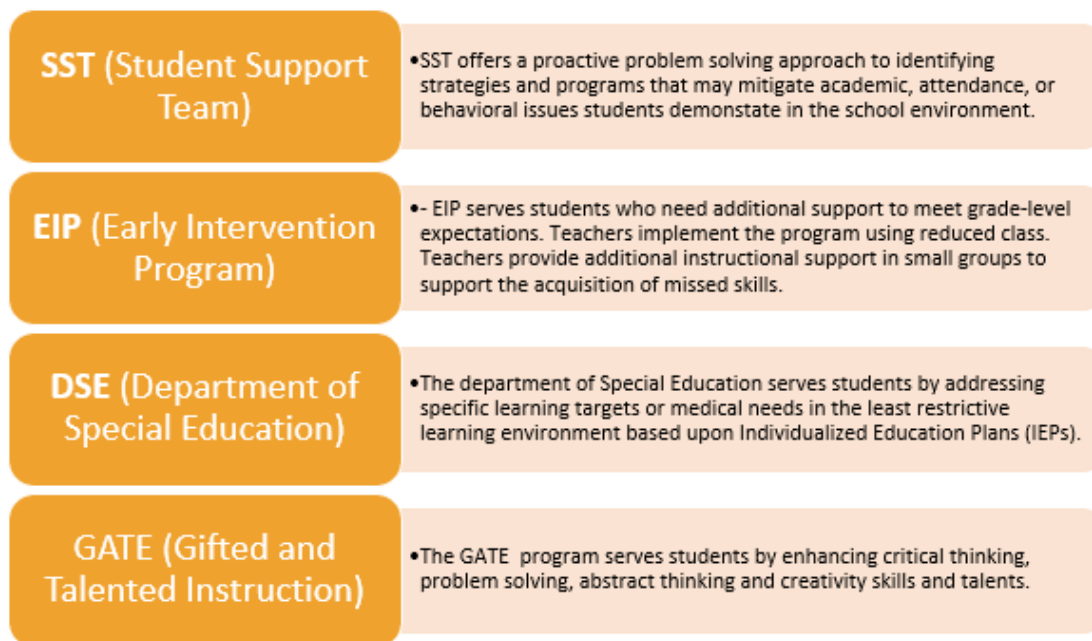 SST (Student Support
Team)
•SST offers a proactive problem solving approach to identifying
strategies and programs that may mitigate academic, attendance, or
behavioral issues students demonstate in the school environment.
EIP (Early Intervention
Program)
•- EIP serves students who need additional support to meet grade-level
expectations. Teachers implement the program using reduced class.
Teachers provide additional instructional support in small groups to
support the acquisition of missed skills.
DSE (Department of
Special Education)
•The department of Special Education serves students by addressing
specific learning targets or medical needs in the least restrictive
learning environment based upon Individualized Education Plans (IEPs).
GATE (Gifted and
Talented Instruction)
•The GATE  program serves students by enhancing critical thinking,
problem solving, abstract thinking and creativity skills and talents.